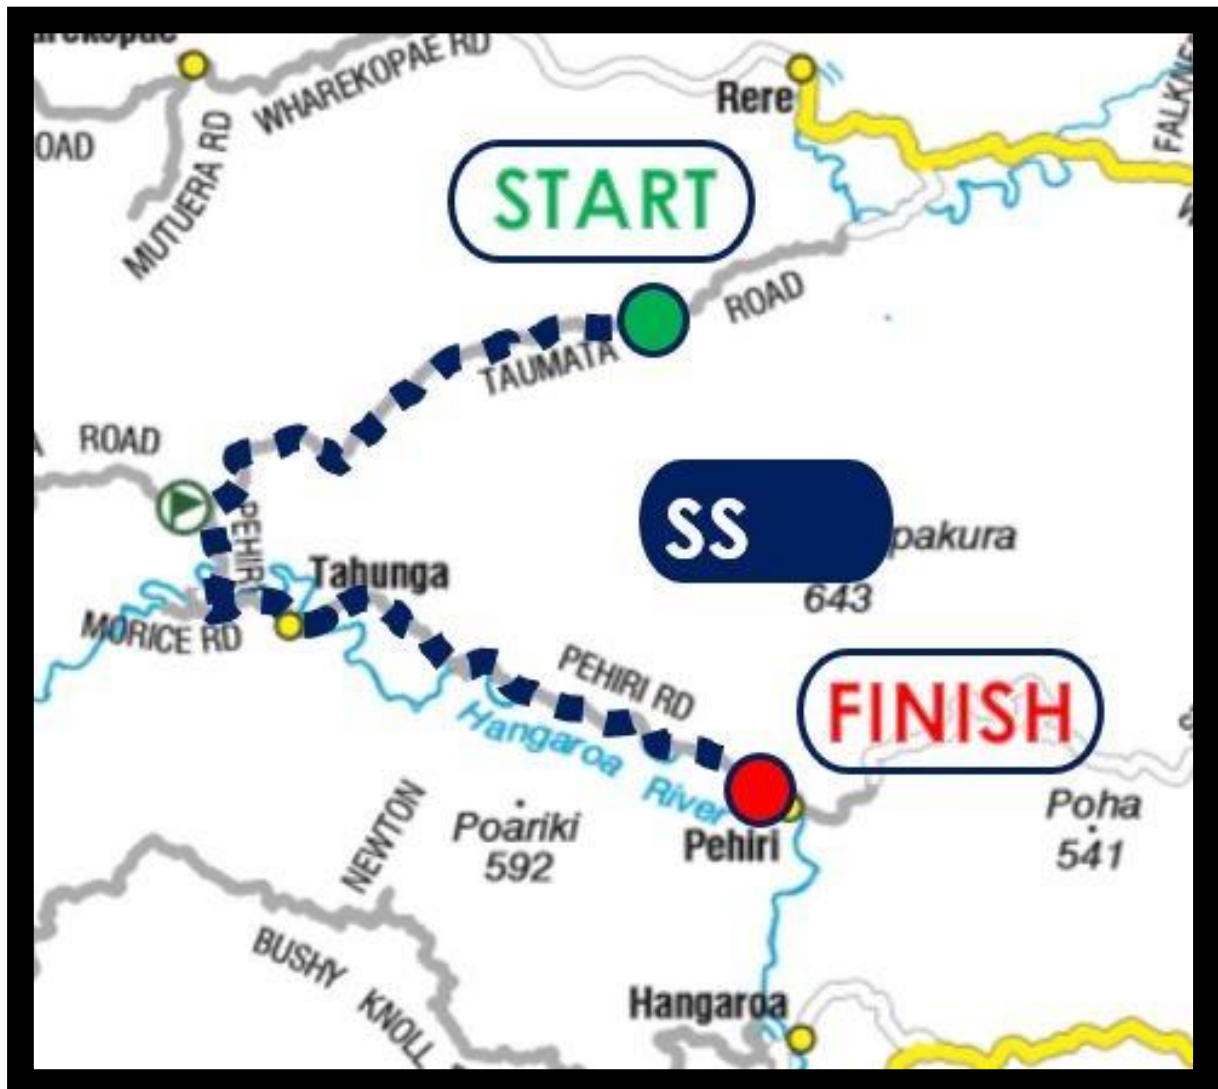 WHAREKOPAE RD
Rere
OAD
MUTUERA RD
START
ROAD
TAUMATA
ROAD
PEHIRI
SS
pakura
643
Tahunga
MORICE RD
PEHIRI RD
FINISH
Hangaroa River
Poha
541
Poariki
592
Pehiri
NEWTON
BUSHY KNOLL
Hangaroa